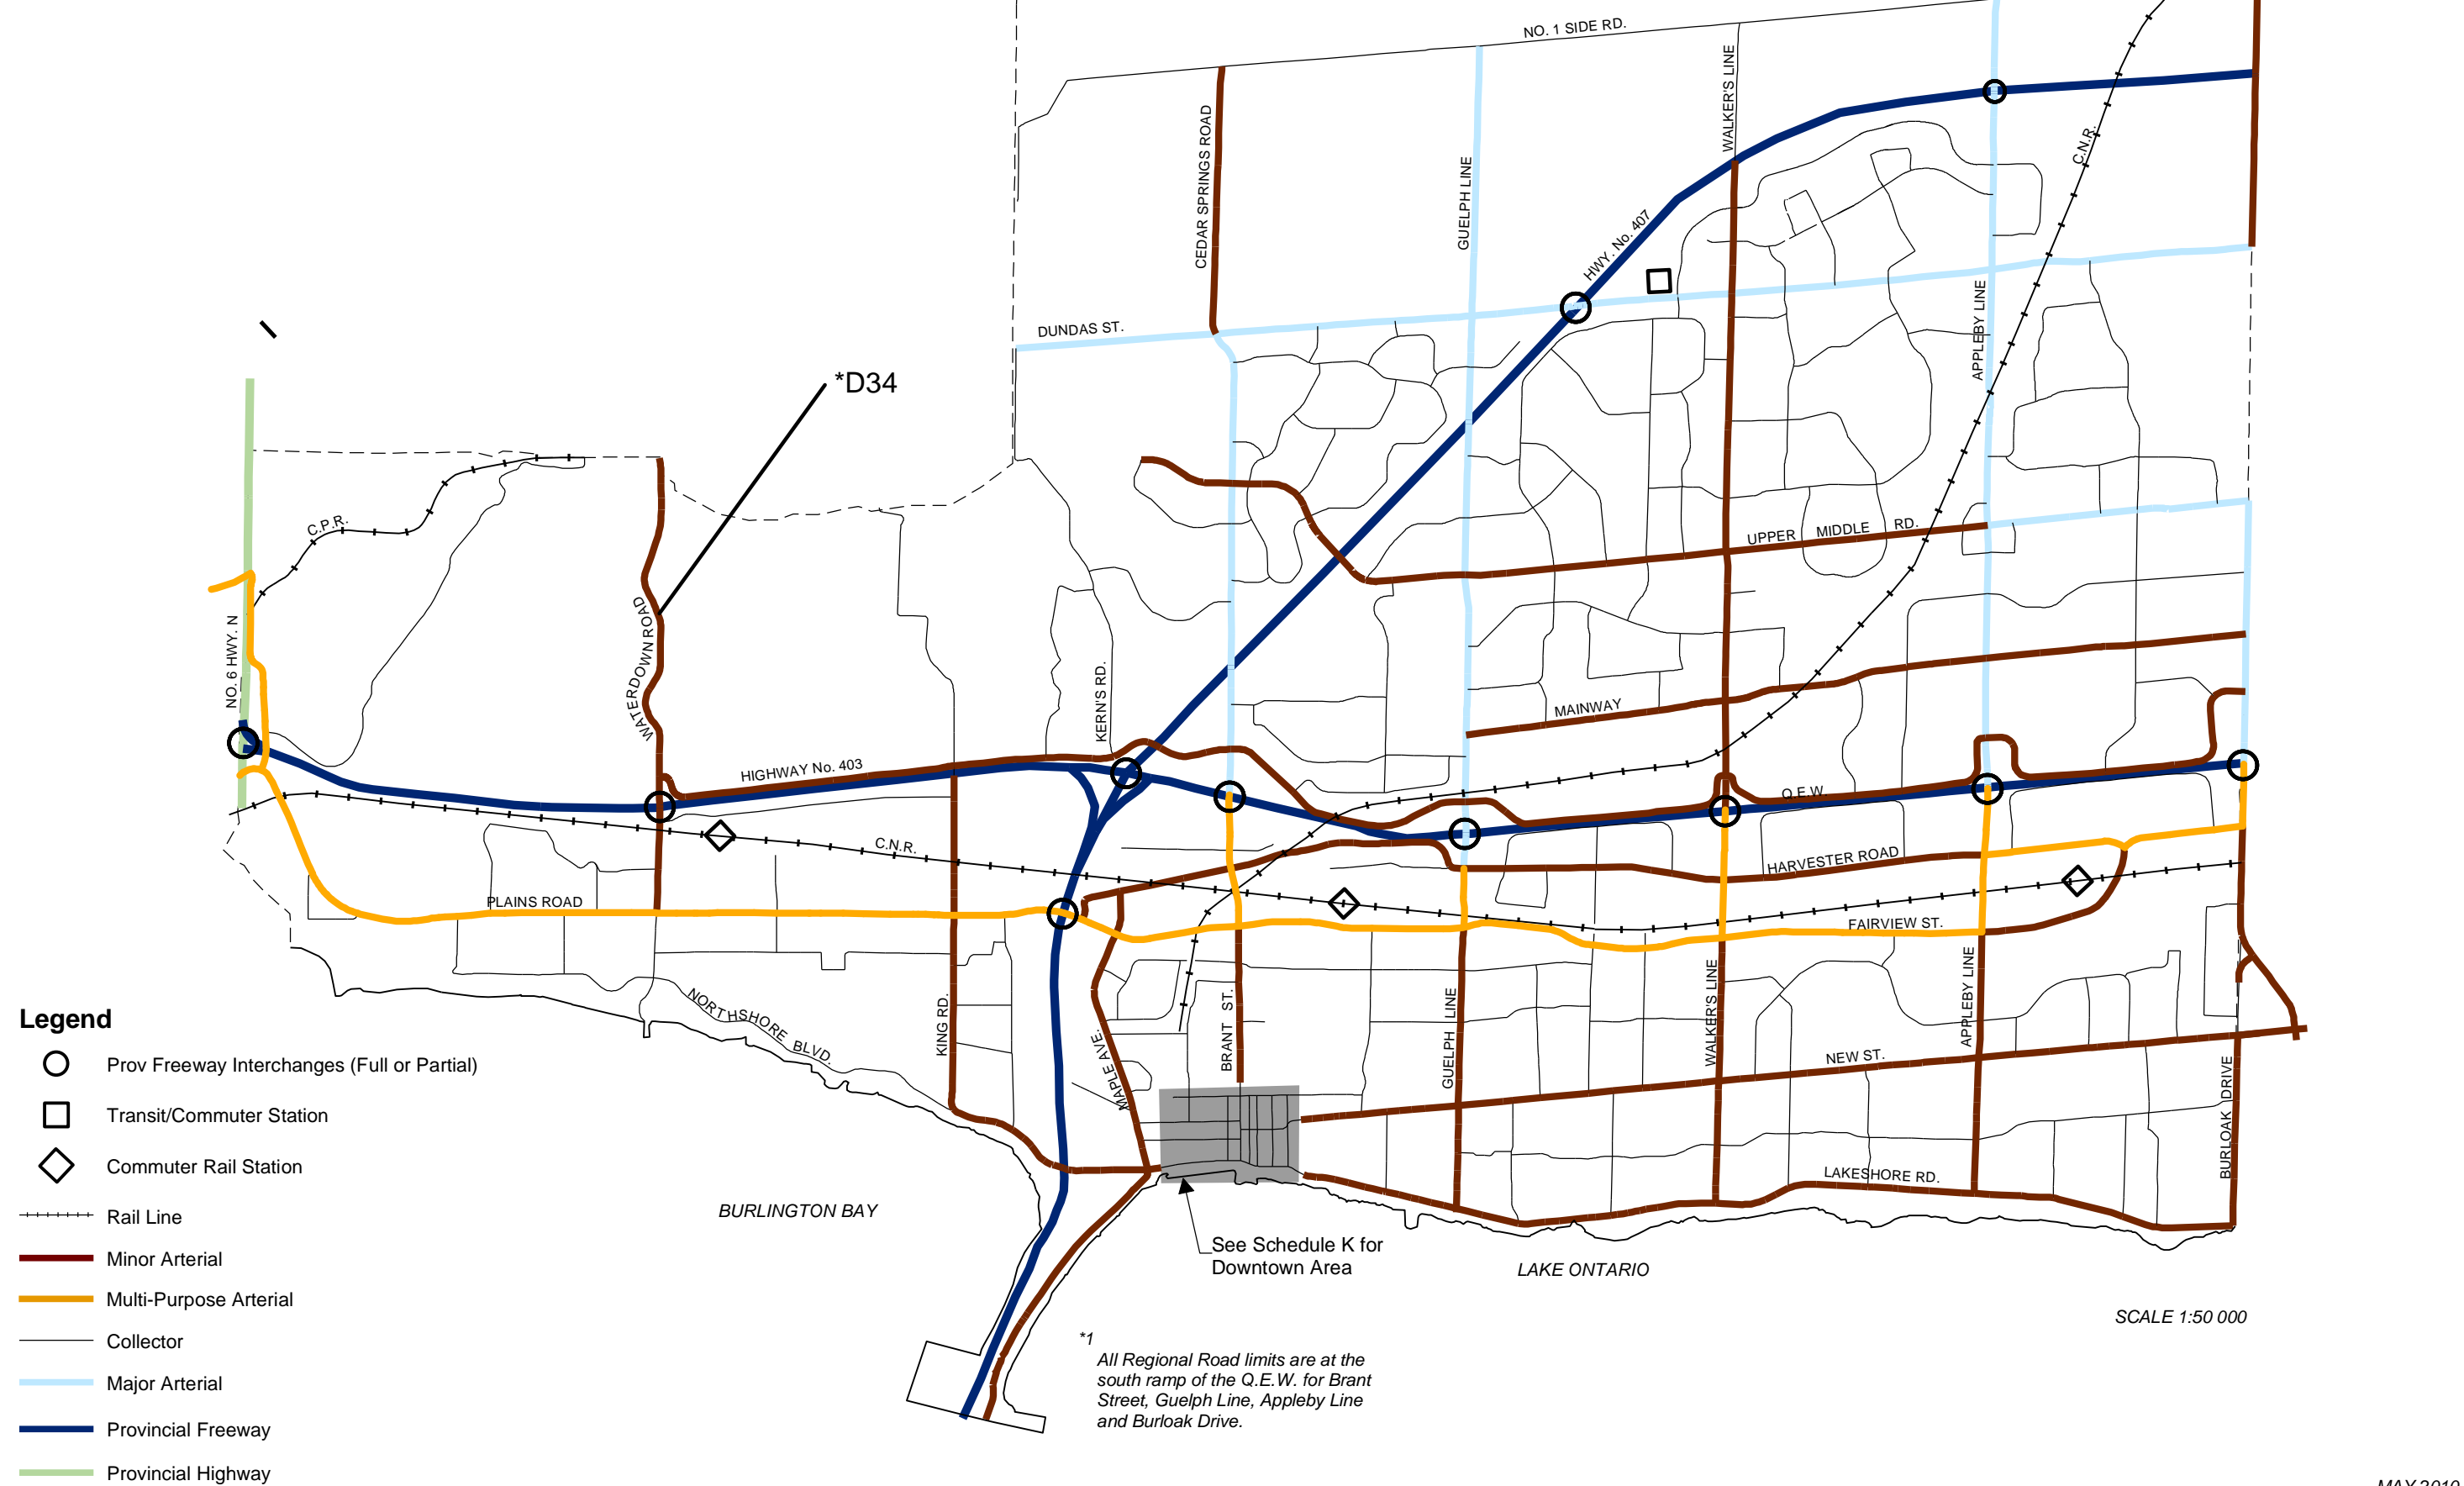 NO. 1 SIDE RD.
WALKER'S LINE
CEDAR SPRINGS ROAD
GUELPH LINE
C.N.R.
HWY. No. 407
DUNDAS ST.
APPLEBY LINE
*D34
C.P.R.
UPPER MIDDLE RD.
NO. 6 HWY. N
WATERDOWN ROAD
KERN'S RD.
MAINWAY
HIGHWAY No. 403
Q.E.W.
C.N.R.
HARVESTER ROAD
PLAINS ROAD
FAIRVIEW ST.
NORTHSHORE BLVD.
KING RD.
MAPLE AVE.
BRANT ST.
GUELPH LINE
WALKER'S LINE
APPLEBY LINE
NEW ST.
BURLOAK DRIVE
LAKESHORE RD.
BURLINGTON BAY
See Schedule K for
Downtown Area
LAKE ONTARIO
SCALE 1:50 000
*1
All Regional Road limits are at the
south ramp of the Q.E.W. for Brant
Street, Guelph Line, Appleby Line
and Burloak Drive.
Legend
Prov Freeway Interchanges (Full or Partial)
Transit/Commuter Station
Commuter Rail Station
Rail Line
Minor Arterial
Multi-Purpose Arterial
Collector
Major Arterial
Provincial Freeway
Provincial Highway